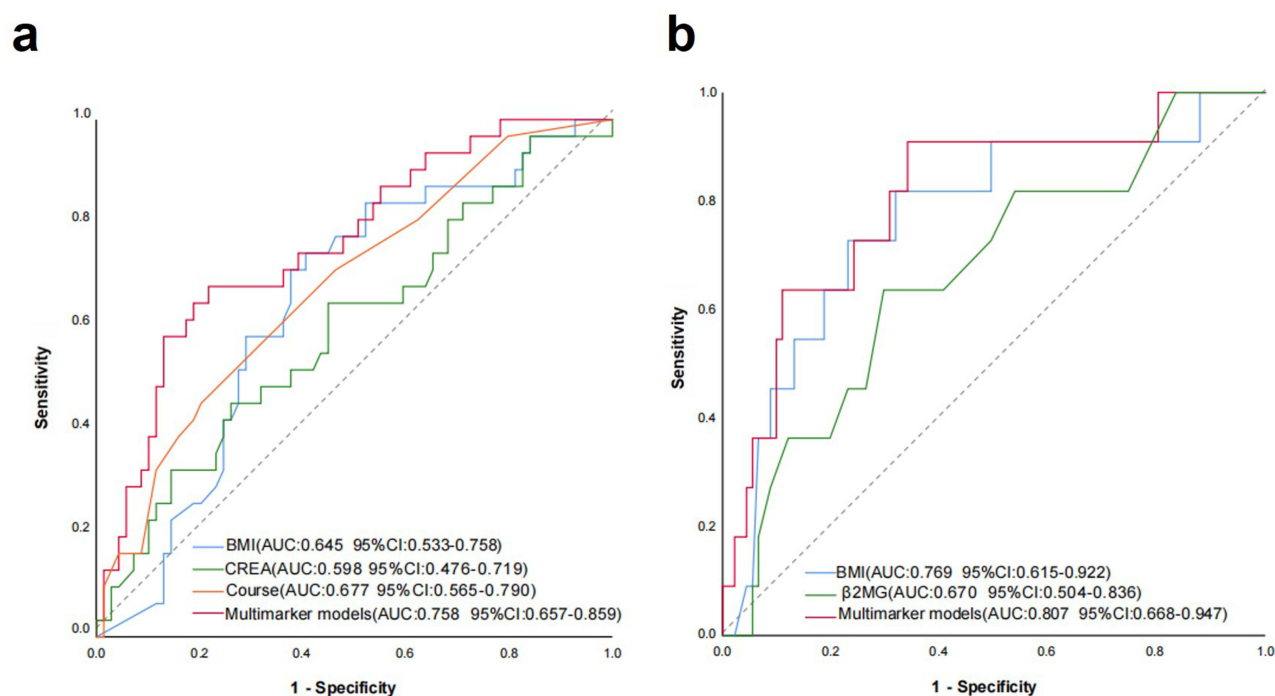 a
1.0
0.8
0.6
0.4
0.2
0.0
Sensitivity
BMI(AUC:0.645 95%CI:0.533-0.758)
CREA(AUC:0.598 95%CI:0.476-0.719)
Course(AUC:0.677 95%CI:0.565-0.790)
Multimarker models(AUC:0.758 95%CI:0.657-0.859)
0.0 0.2 0.4 0.6 0.8 1.0
1 - Specificity
b
1.0
0.8
0.6
0.4
0.2
0.0
Sensitivity
BMI(AUC:0.769 95%CI:0.615-0.922)
β2MG(AUC:0.670 95%CI:0.504-0.836)
Multimarker models(AUC:0.807 95%CI:0.668-0.947)
0.0 0.2 0.4 0.6 0.8 1.0
1 - Specificity